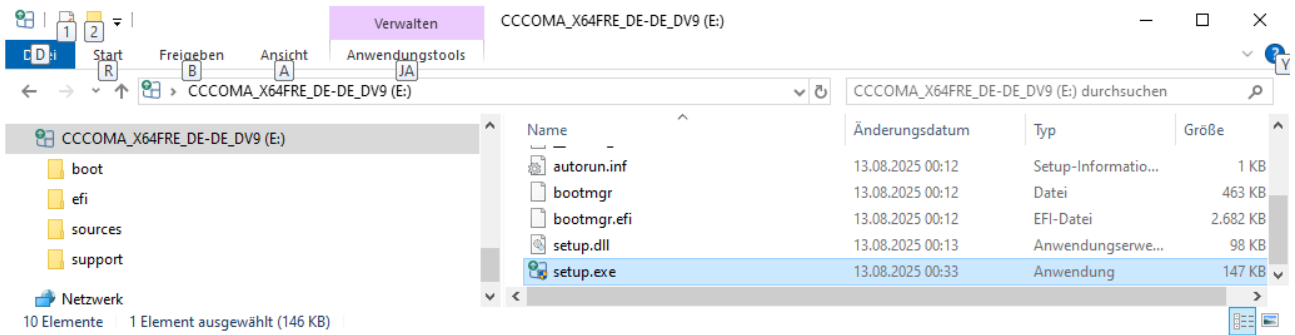 1 2 Verwalten CCCOMA_X64FRE_DE-DE_DV9 (E:)
Start Freigeben Ansicht Anwendungstools ?
D R B A JA Y
CCCOMA_X64FRE_DE-DE_DV9 (E:) CCCOMA_X64FRE_DE-DE_DV9 (E:) durchsuchen
CCCOMA_X64FRE_DE-DE_DV9 (E:)
boot
efi
sources
support
Netzwerk
Name Änderungsdatum Typ Größe
autorun.inf 13.08.2025 00:12 Setup-Informatio... 1 KB
bootmgr 13.08.2025 00:12 Datei 463 KB
bootmgr.efi 13.08.2025 00:12 EFI-Datei 2.682 KB
setup.dll 13.08.2025 00:13 Anwendungserwe... 98 KB
setup.exe 13.08.2025 00:33 Anwendung 147 KB
10 Elemente 1 Element ausgewählt (146 KB)